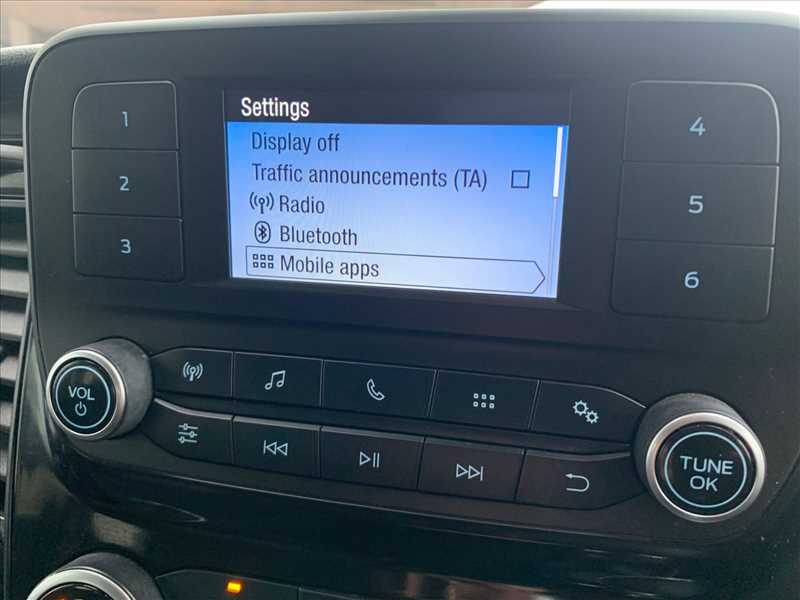 Settings
Display off
Traffic announcements (TA)
Radio
Bluetooth
Mobile apps
1
2
3
4
5
6
VOL
TUNE
OK